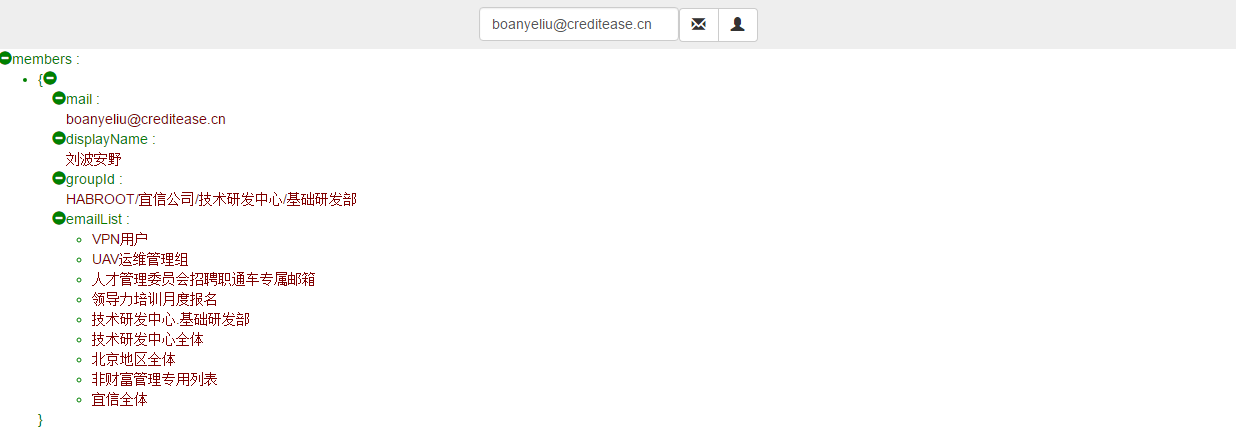 boanyeliu@creditease.cn
members :
{
mail :
boanyeliu@creditease.cn
displayName :
刘波安野
groupId :
HABROOT/宜信公司/技术研发中心/基础研发部
emailList :
VPN用户
UAV运维管理组
人才管理委员会招聘职通车专属邮箱
领导力培训月度报名
技术研发中心.基础研发部
技术研发中心全体
北京地区全体
非财富管理专用列表
宜信全体
}